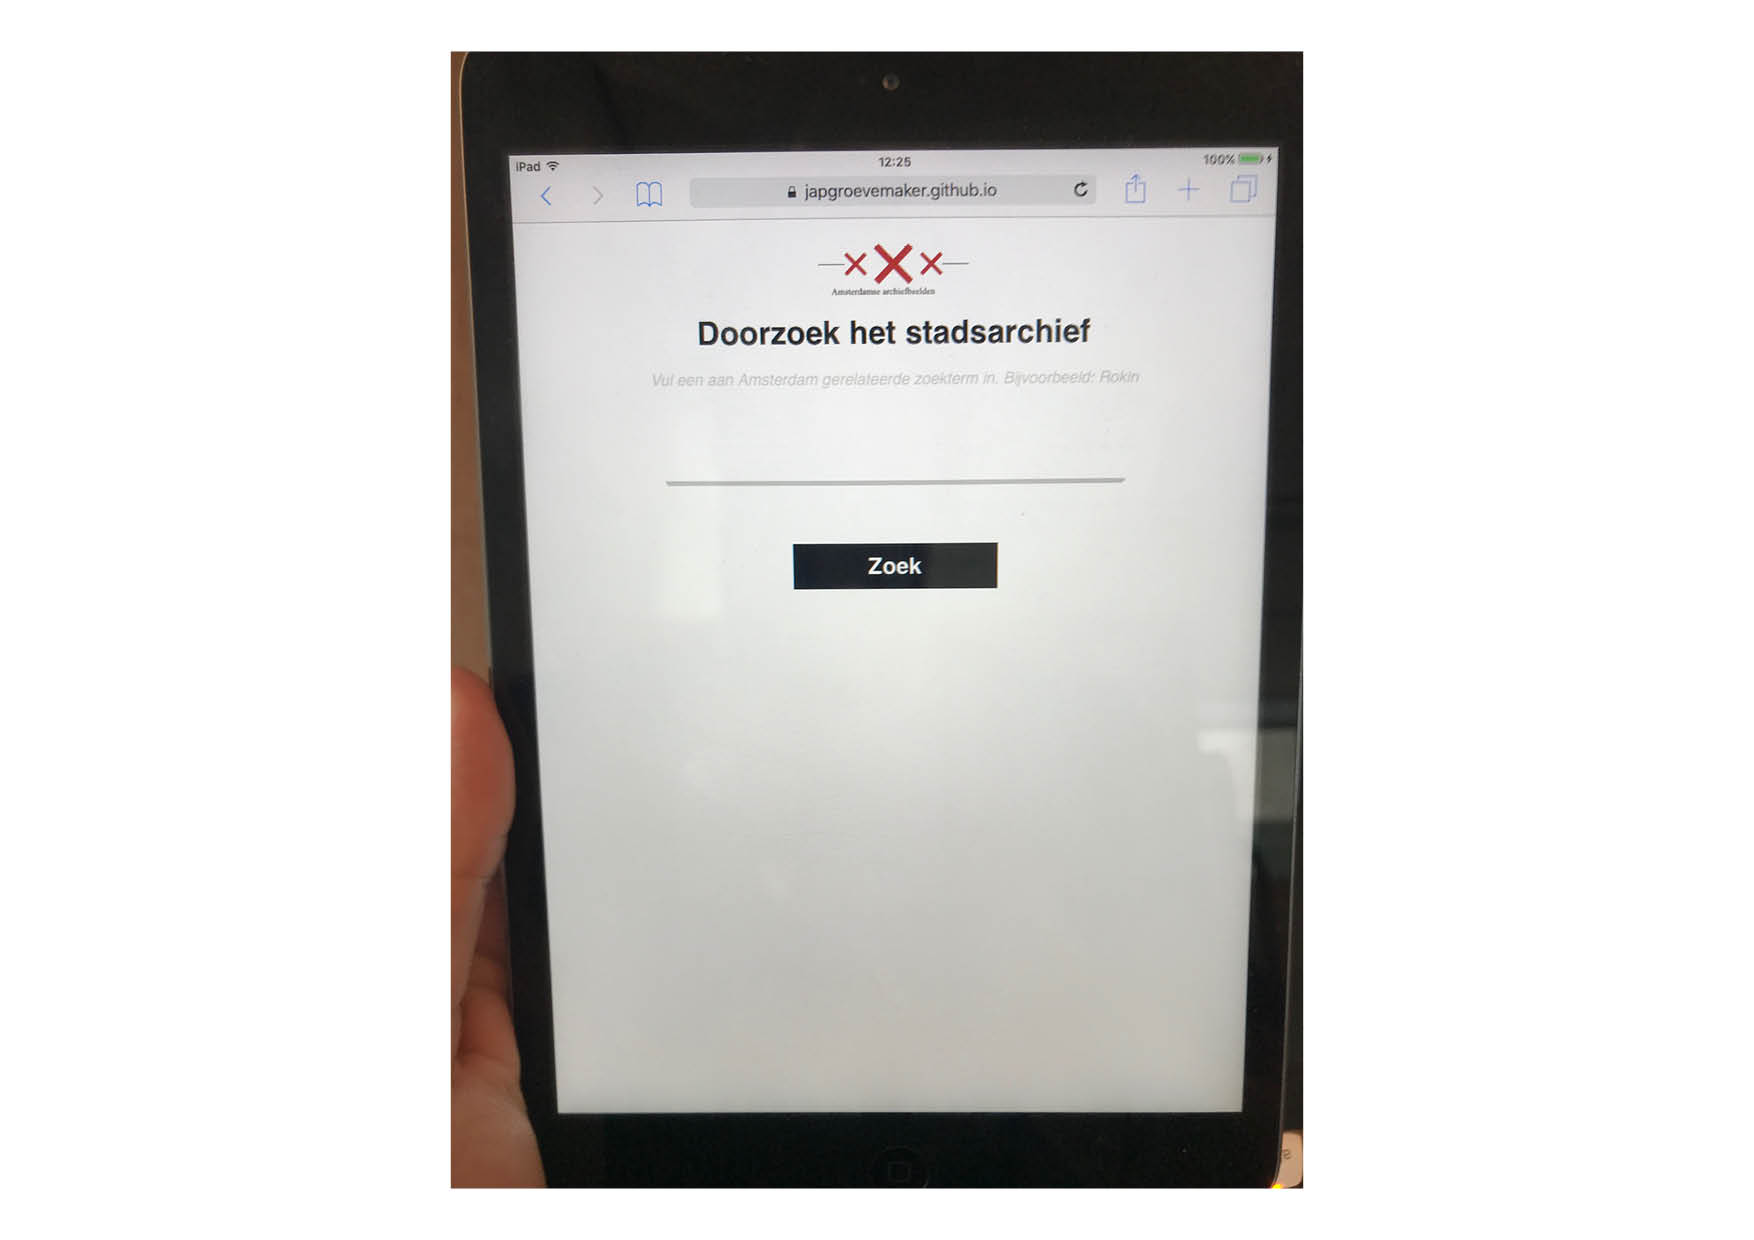 iPad 12:25 100%
japgroevemaker.github.io
Amsterdamse archiefbeelden
Doorzoek het stadsarchief
Vul een aan Amsterdam gerelateerde zoekterm in. Bijvoorbeeld: Rokin
Zoek